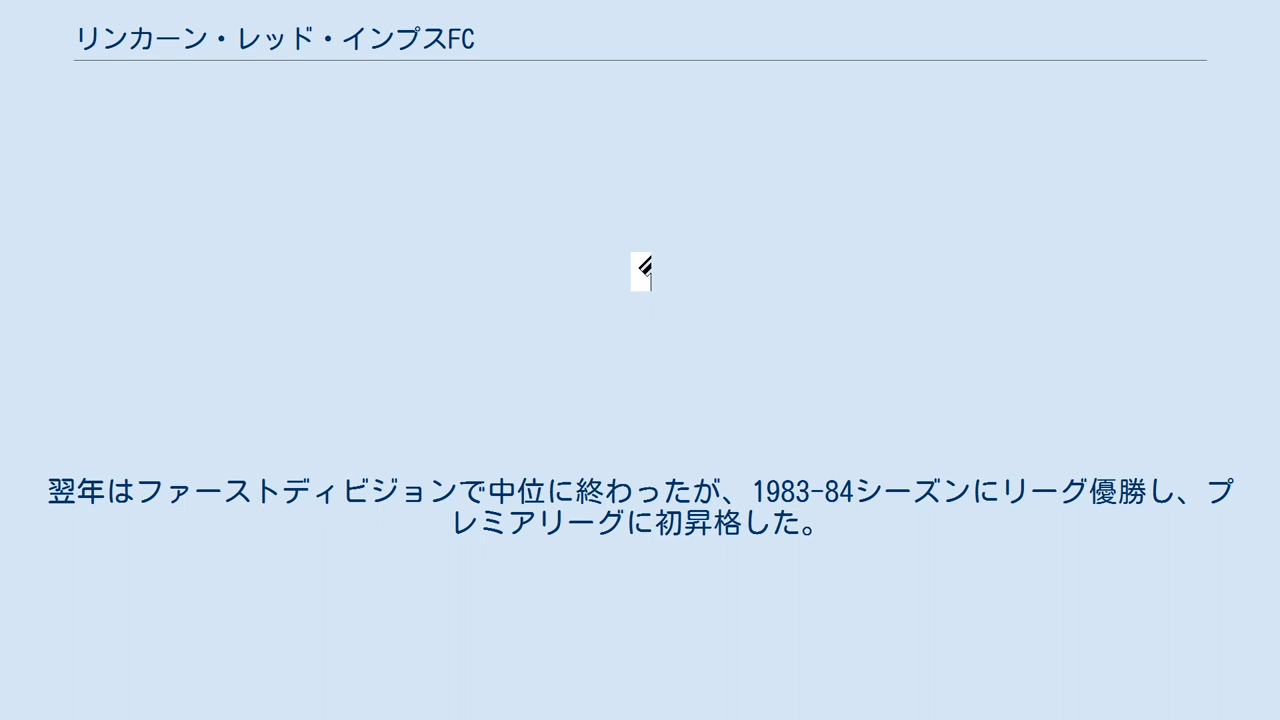 リンカーン・レッド・インプスFC
翌年はファーストディビジョンで中位に終わったが、1983-84シーズンにリーグ優勝し、プ
レミアリーグに初昇格した。